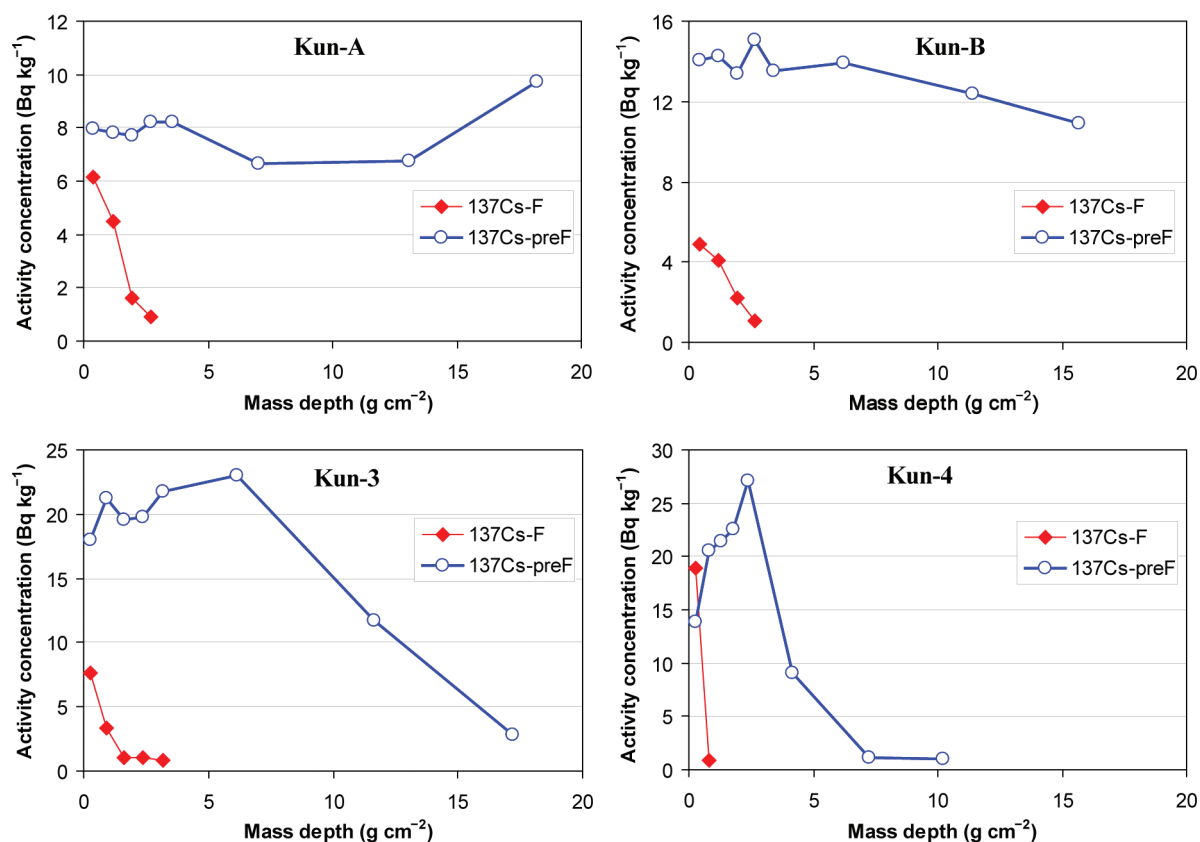 Kun-A
Activity concentration (Bq kg⁻¹)
12
10
8
6
4
2
0
137Cs-F
137Cs-preF
0 5 10 15 20
Mass depth (g cm⁻²)
Kun-B
Activity concentration (Bq kg⁻¹)
16
12
8
4
0
137Cs-F
137Cs-preF
0 5 10 15 20
Mass depth (g cm⁻²)
Kun-3
Activity concentration (Bq kg⁻¹)
25
20
15
10
5
0
137Cs-F
137Cs-preF
0 5 10 15 20
Mass depth (g cm⁻²)
Kun-4
Activity concentration (Bq kg⁻¹)
30
25
20
15
10
5
0
137Cs-F
137Cs-preF
0 5 10 15 20
Mass depth (g cm⁻²)